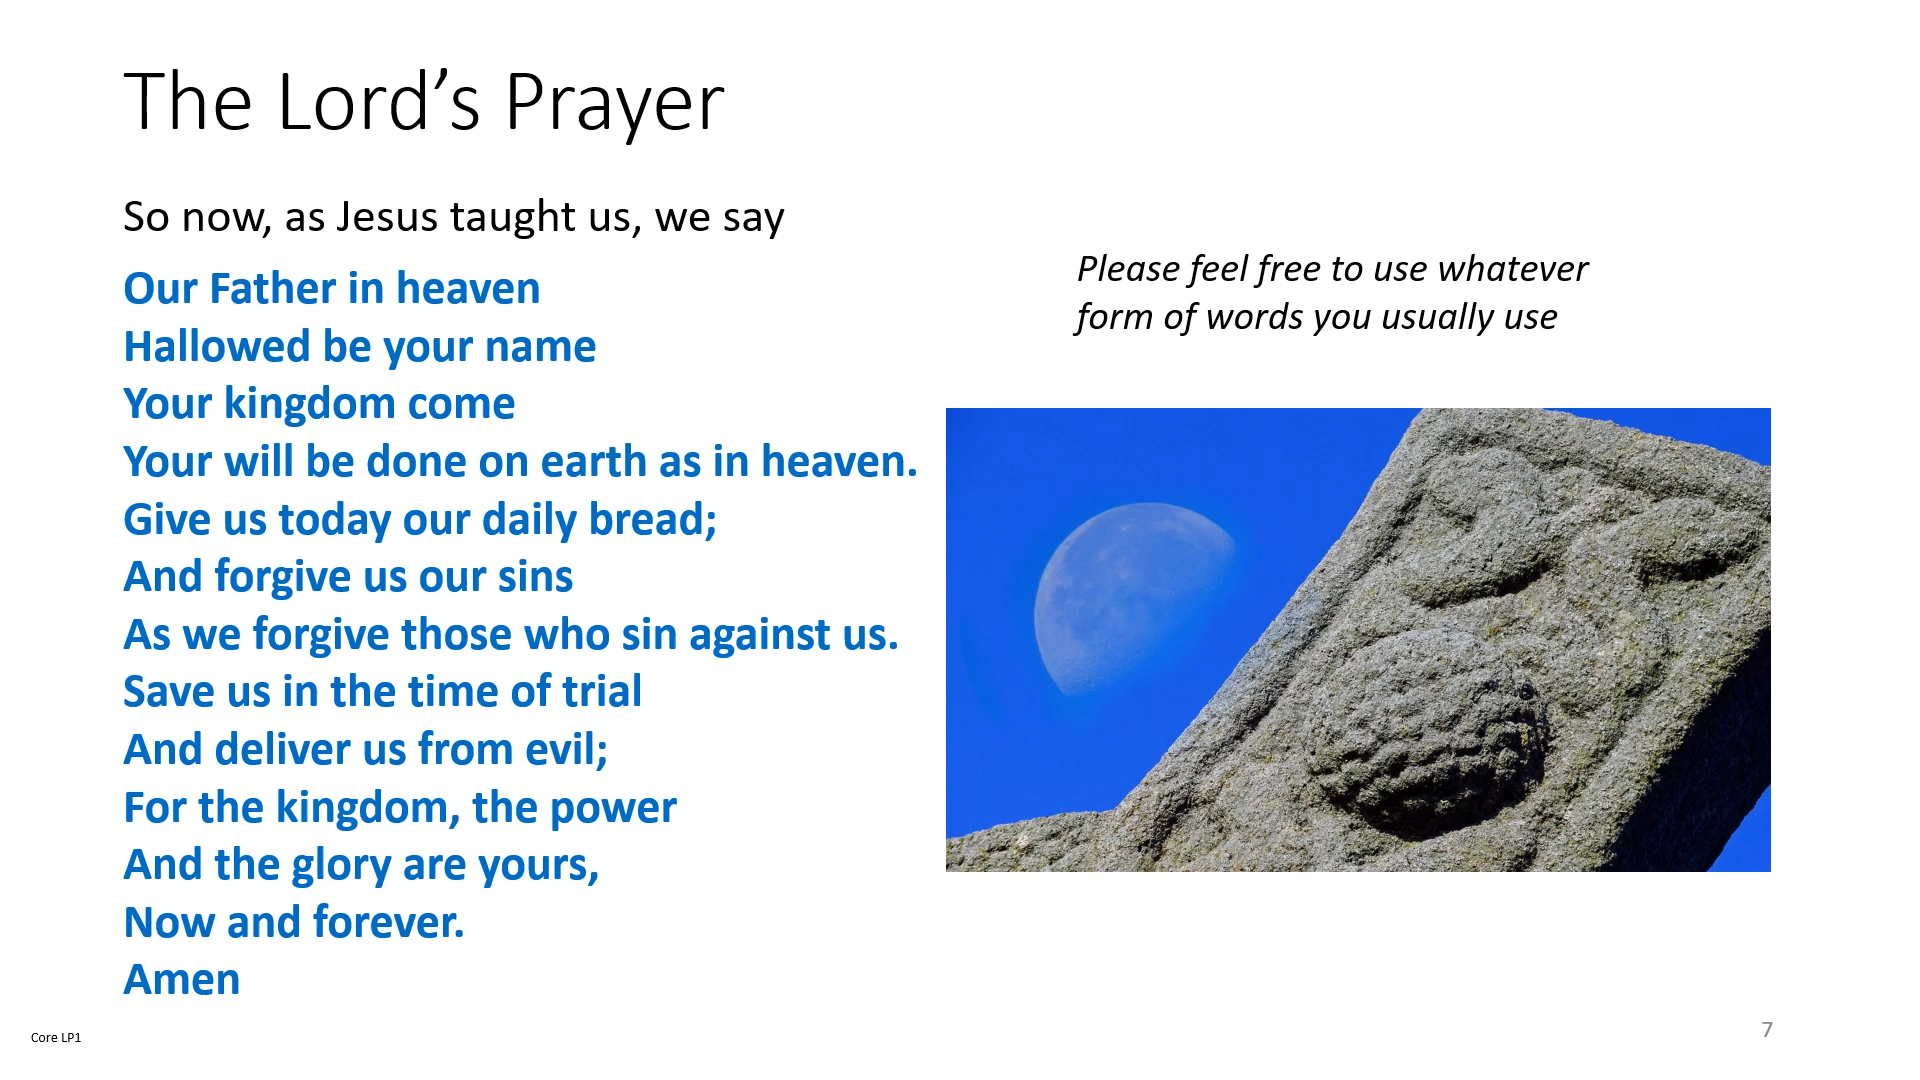 The Lord’s Prayer
So now, as Jesus taught us, we say
Our Father in heaven
Hallowed be your name
Your kingdom come
Your will be done on earth as in heaven.
Give us today our daily bread;
And forgive us our sins
As we forgive those who sin against us.
Save us in the time of trial
And deliver us from evil;
For the kingdom, the power
And the glory are yours,
Now and forever.
Amen
Please feel free to use whatever
form of words you usually use
Core LP1
7